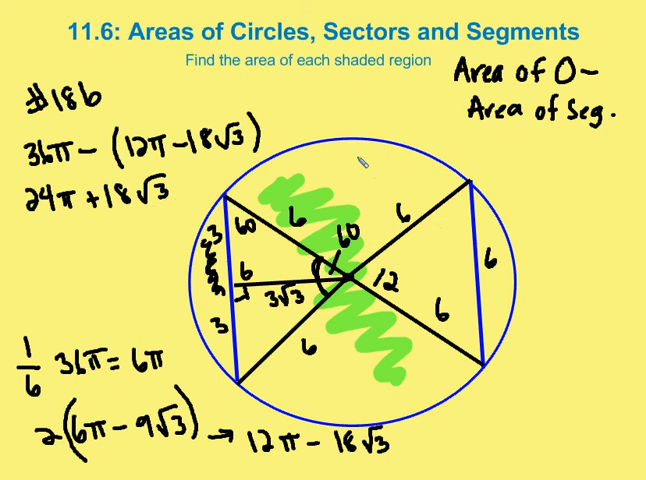 11.6: Areas of Circles, Sectors and Segments
Find the area of each shaded region
Area of O-
Area of Seg.
#18b
36π - (12π-18√3)
24π + 18√3
60
6
60
6
3
6
3√3
12
6
6
3
6
1/6 36π = 6π
2(6π - 9√3) → 12π - 18√3